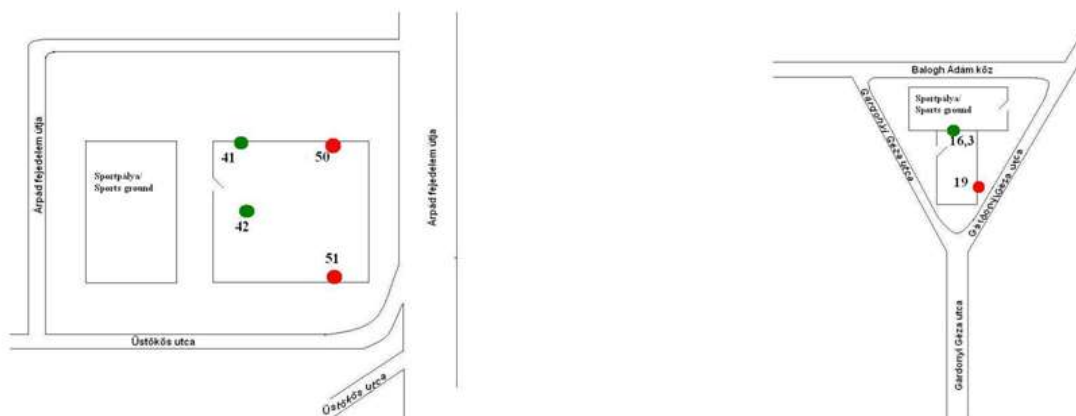 Árpád fejedelem útja
Sportpálya/
Sports ground
41
50
42
51
Árpád fejedelem útja
Üstökös utca
Üstökös utca
Balogh Ádám köz
Gárdonyi Géza utca
Sportpálya/
Sports ground
16,3
19
Gárdonyi Géza utca
Gárdonyi Géza utca